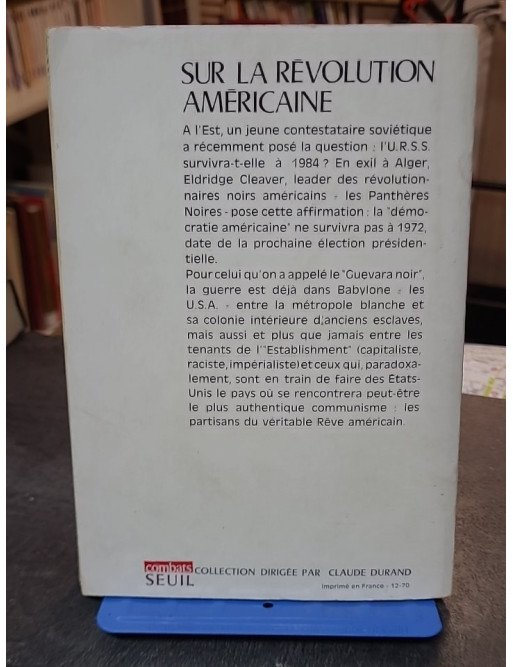 SUR LA RÉVOLUTION
AMÉRICAINE
A l'Est, un jeune contestataire soviétique
a récemment posé la question : l'U.R.S.S.
survivra-t-elle à 1984 ? En exil à Alger,
Eldridge Cleaver, leader des révolution-
naires noirs américains - les Panthères
Noires - pose cette affirmation : la "démo-
cratie américaine" ne survivra pas à 1972,
date de la prochaine élection présiden-
tielle.
Pour celui qu'on a appelé le "Guevara noir",
la guerre est déjà dans Babylone - les
U.S.A. - entre la métropole blanche et
sa colonie intérieure d'anciens esclaves,
mais aussi et plus que jamais entre les
tenants de l'"Establishment" (capitaliste,
raciste, impérialiste) et ceux qui, paradoxa-
lement, sont en train de faire des États-
Unis le pays où se rencontrera peut-être
le plus authentique communisme : les
partisans du véritable Rêve américain.
combats
SEUIL
COLLECTION DIRIGÉE PAR CLAUDE DURAND
Imprimé en France - 12-70